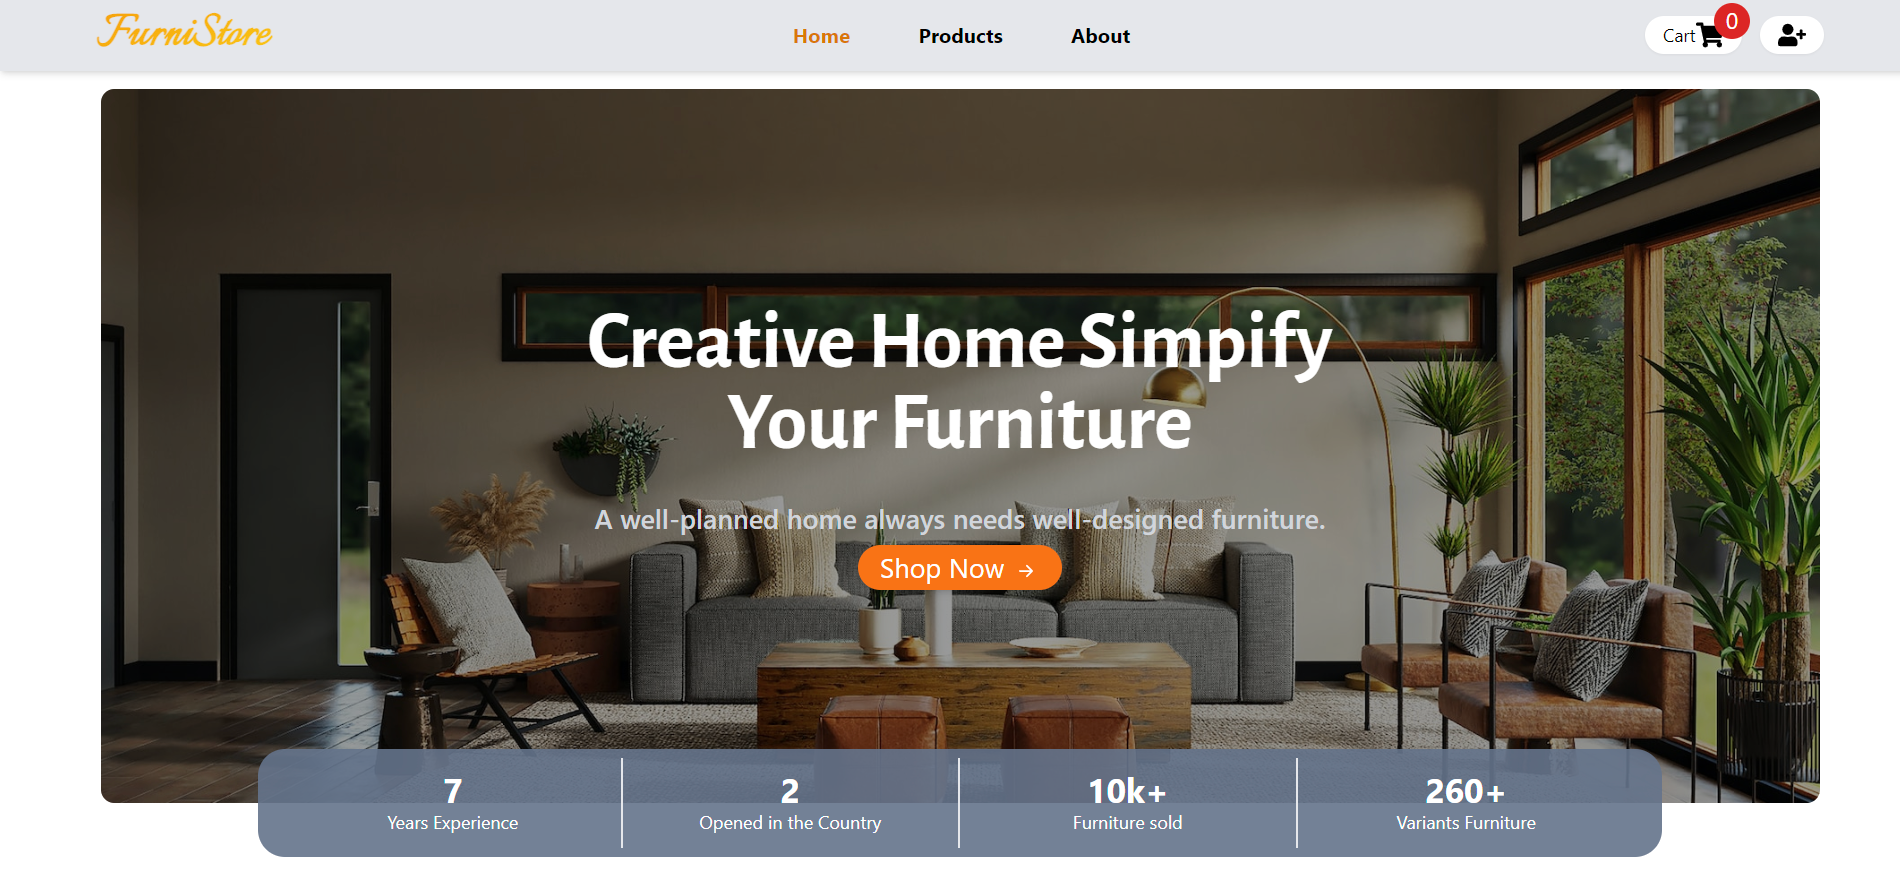 FurniStore
Home
Products
About
Cart
0
Creative Home Simpify
Your Furniture
A well-planned home always needs well-designed furniture.
Shop Now →
7
Years Experience
2
Opened in the Country
10k+
Furniture sold
260+
Variants Furniture